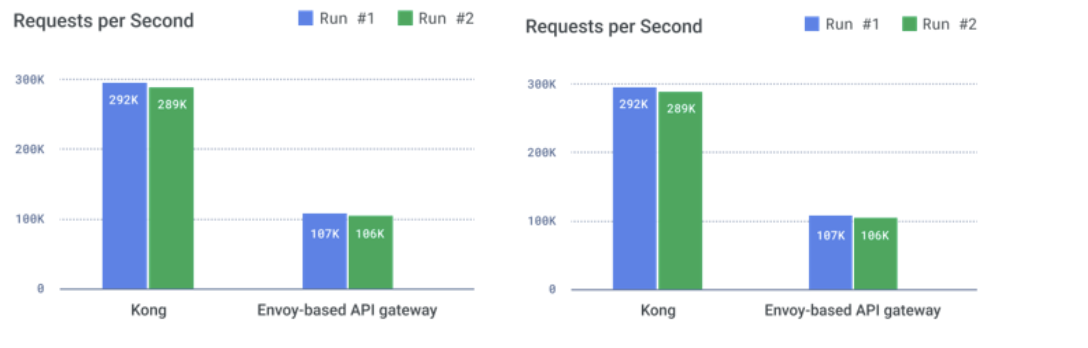 Requests per Second
Run #1
Run #2
300K
200K
100K
0
292K
289K
107K
106K
Kong
Envoy-based API gateway
Requests per Second
Run #1
Run #2
300K
200K
100K
0
292K
289K
107K
106K
Kong
Envoy-based API gateway